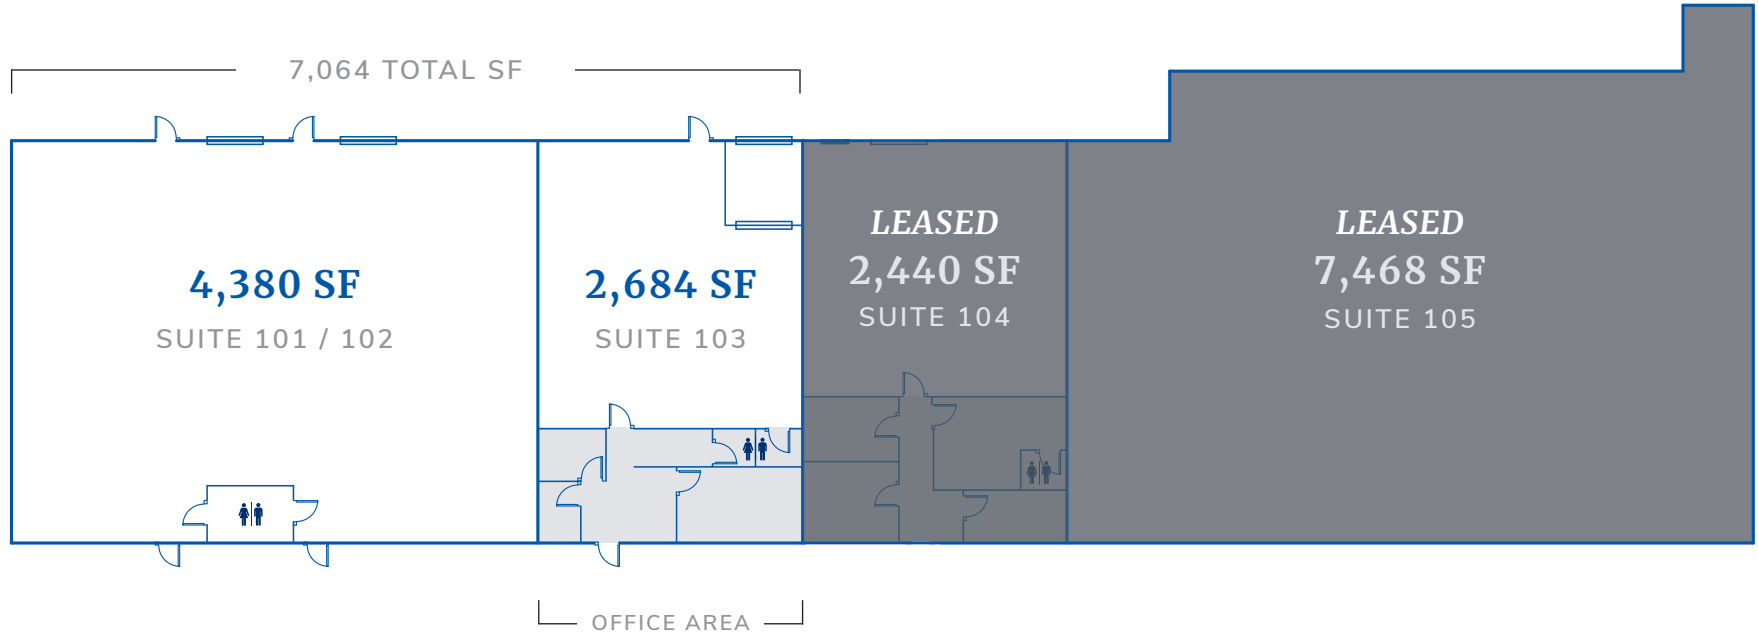 7,064 TOTAL SF
4,380 SF
SUITE 101 / 102
2,684 SF
SUITE 103
LEASED
2,440 SF
SUITE 104
LEASED
7,468 SF
SUITE 105
OFFICE AREA